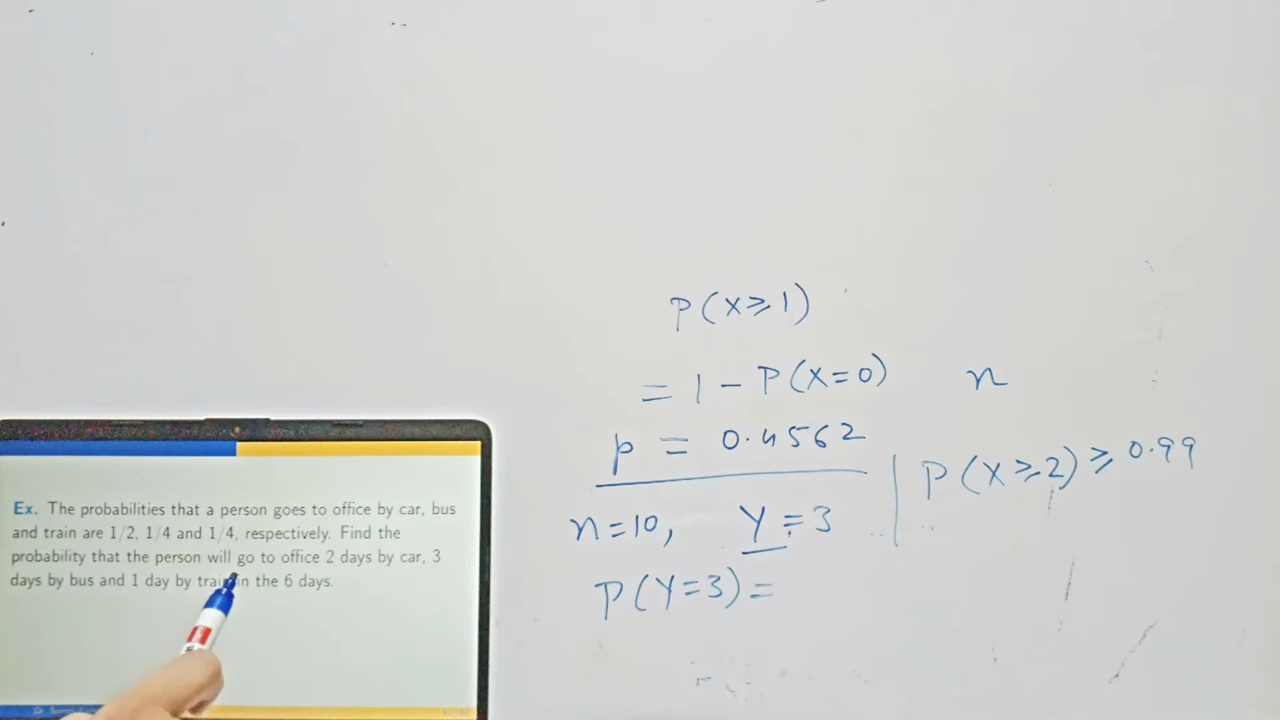 P(X≥1)
= 1 − P(X=0)
n
p = 0.4562
P(X≥2) ≥ 0.99
n=10, Y=3
P(Y=3) =
Ex. The probabilities that a person goes to office by car, bus
and train are 1/2, 1/4 and 1/4, respectively. Find the
probability that the person will go to office 2 days by car, 3
days by bus and 1 day by train in the 6 days.